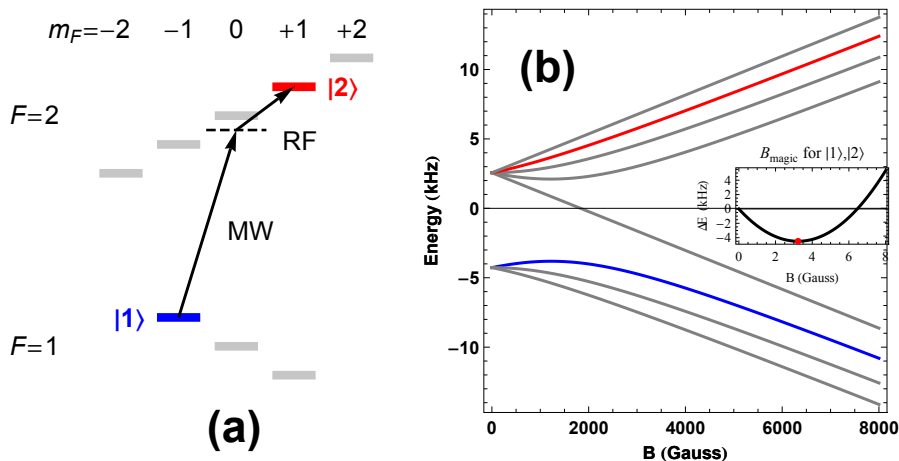 m_F=−2 −1 0 +1 +2
|2⟩
F=2
RF
MW
|1⟩
F=1
(a)
(b)
Energy (kHz)
10
5
0
−5
−10
0 2000 4000 6000 8000
B (Gauss)
B_magic for |1⟩,|2⟩
ΔE (kHz)
4
2
0
−2
−4
0 2 4 6 8
B (Gauss)